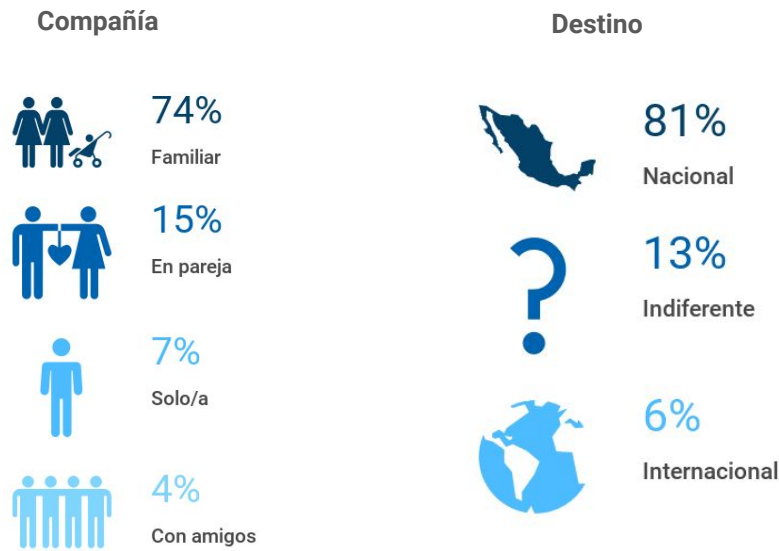 Compañía
74%
Familiar
15%
En pareja
7%
Solo/a
4%
Con amigos
Destino
81%
Nacional
13%
Indiferente
6%
Internacional